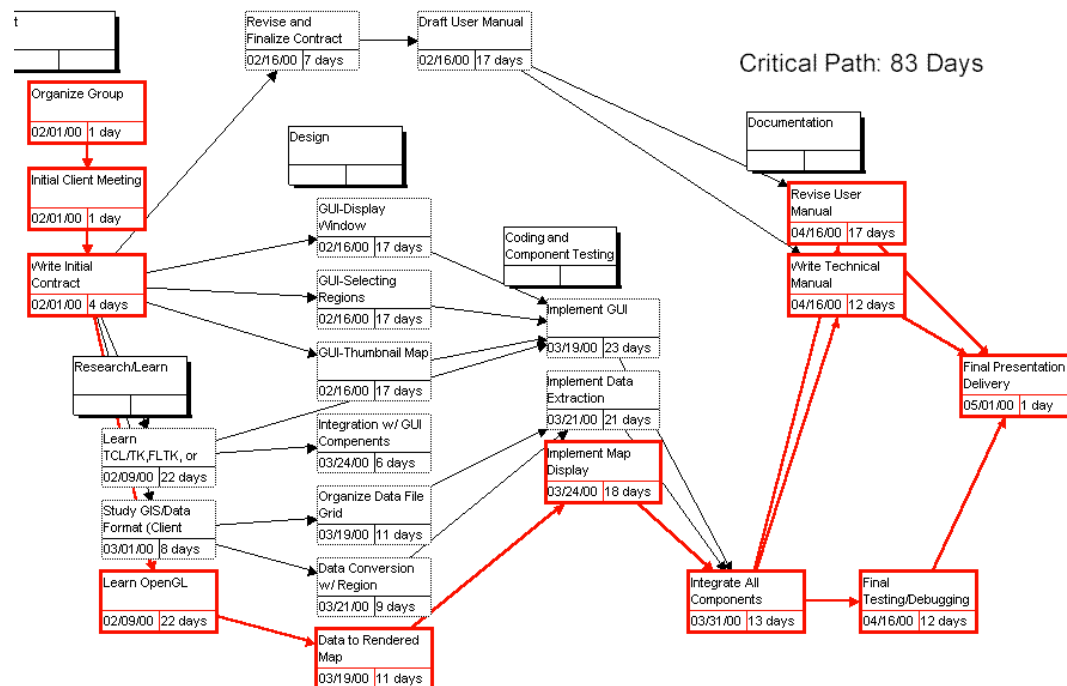 t
Organize Group
02/01/00 1 day
Initial Client Meeting
02/01/00 1 day
Write Initial
Contract
02/01/00 4 days
Research/Learn
Learn
TCL/TK,FLTK, or
02/09/00 22 days
Study GIS/Data
Format (Client
03/01/00 8 days
Learn OpenGL
02/09/00 22 days
Revise and
Finalize Contract
02/16/00 7 days
Draft User Manual
02/16/00 17 days
Critical Path: 83 Days
Design
GUI-Display
Window
02/16/00 17 days
GUI-Selecting
Regions
02/16/00 17 days
GUI-Thumbnail Map
02/16/00 17 days
Integration w/ GUI
Compenents
03/24/00 6 days
Organize Data File
Grid
03/19/00 11 days
Data Conversion
w/ Region
03/21/00 9 days
Data to Rendered
Map
03/19/00 11 days
Coding and
Component Testing
Implement GUI
03/19/00 23 days
Implement Data
Extraction
03/21/00 21 days
Implement Map
Display
03/24/00 18 days
Integrate All
Components
03/31/00 13 days
Documentation
Revise User
Manual
04/16/00 17 days
Write Technical
Manual
04/16/00 12 days
Final
Testing/Debugging
04/16/00 12 days
Final Presentation
Delivery
05/01/00 1 day